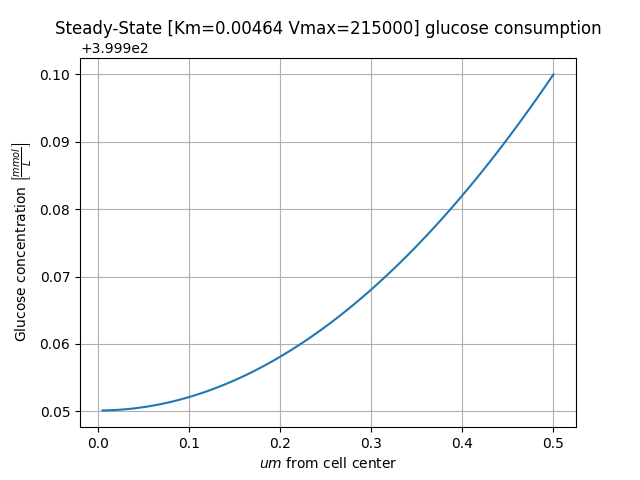 Steady-State [Km=0.00464 Vmax=215000] glucose consumption
+3.999e2
0.10
0.09
0.08
0.07
0.06
0.05
Glucose concentration [mmol/L]
0.0 0.1 0.2 0.3 0.4 0.5
um from cell center